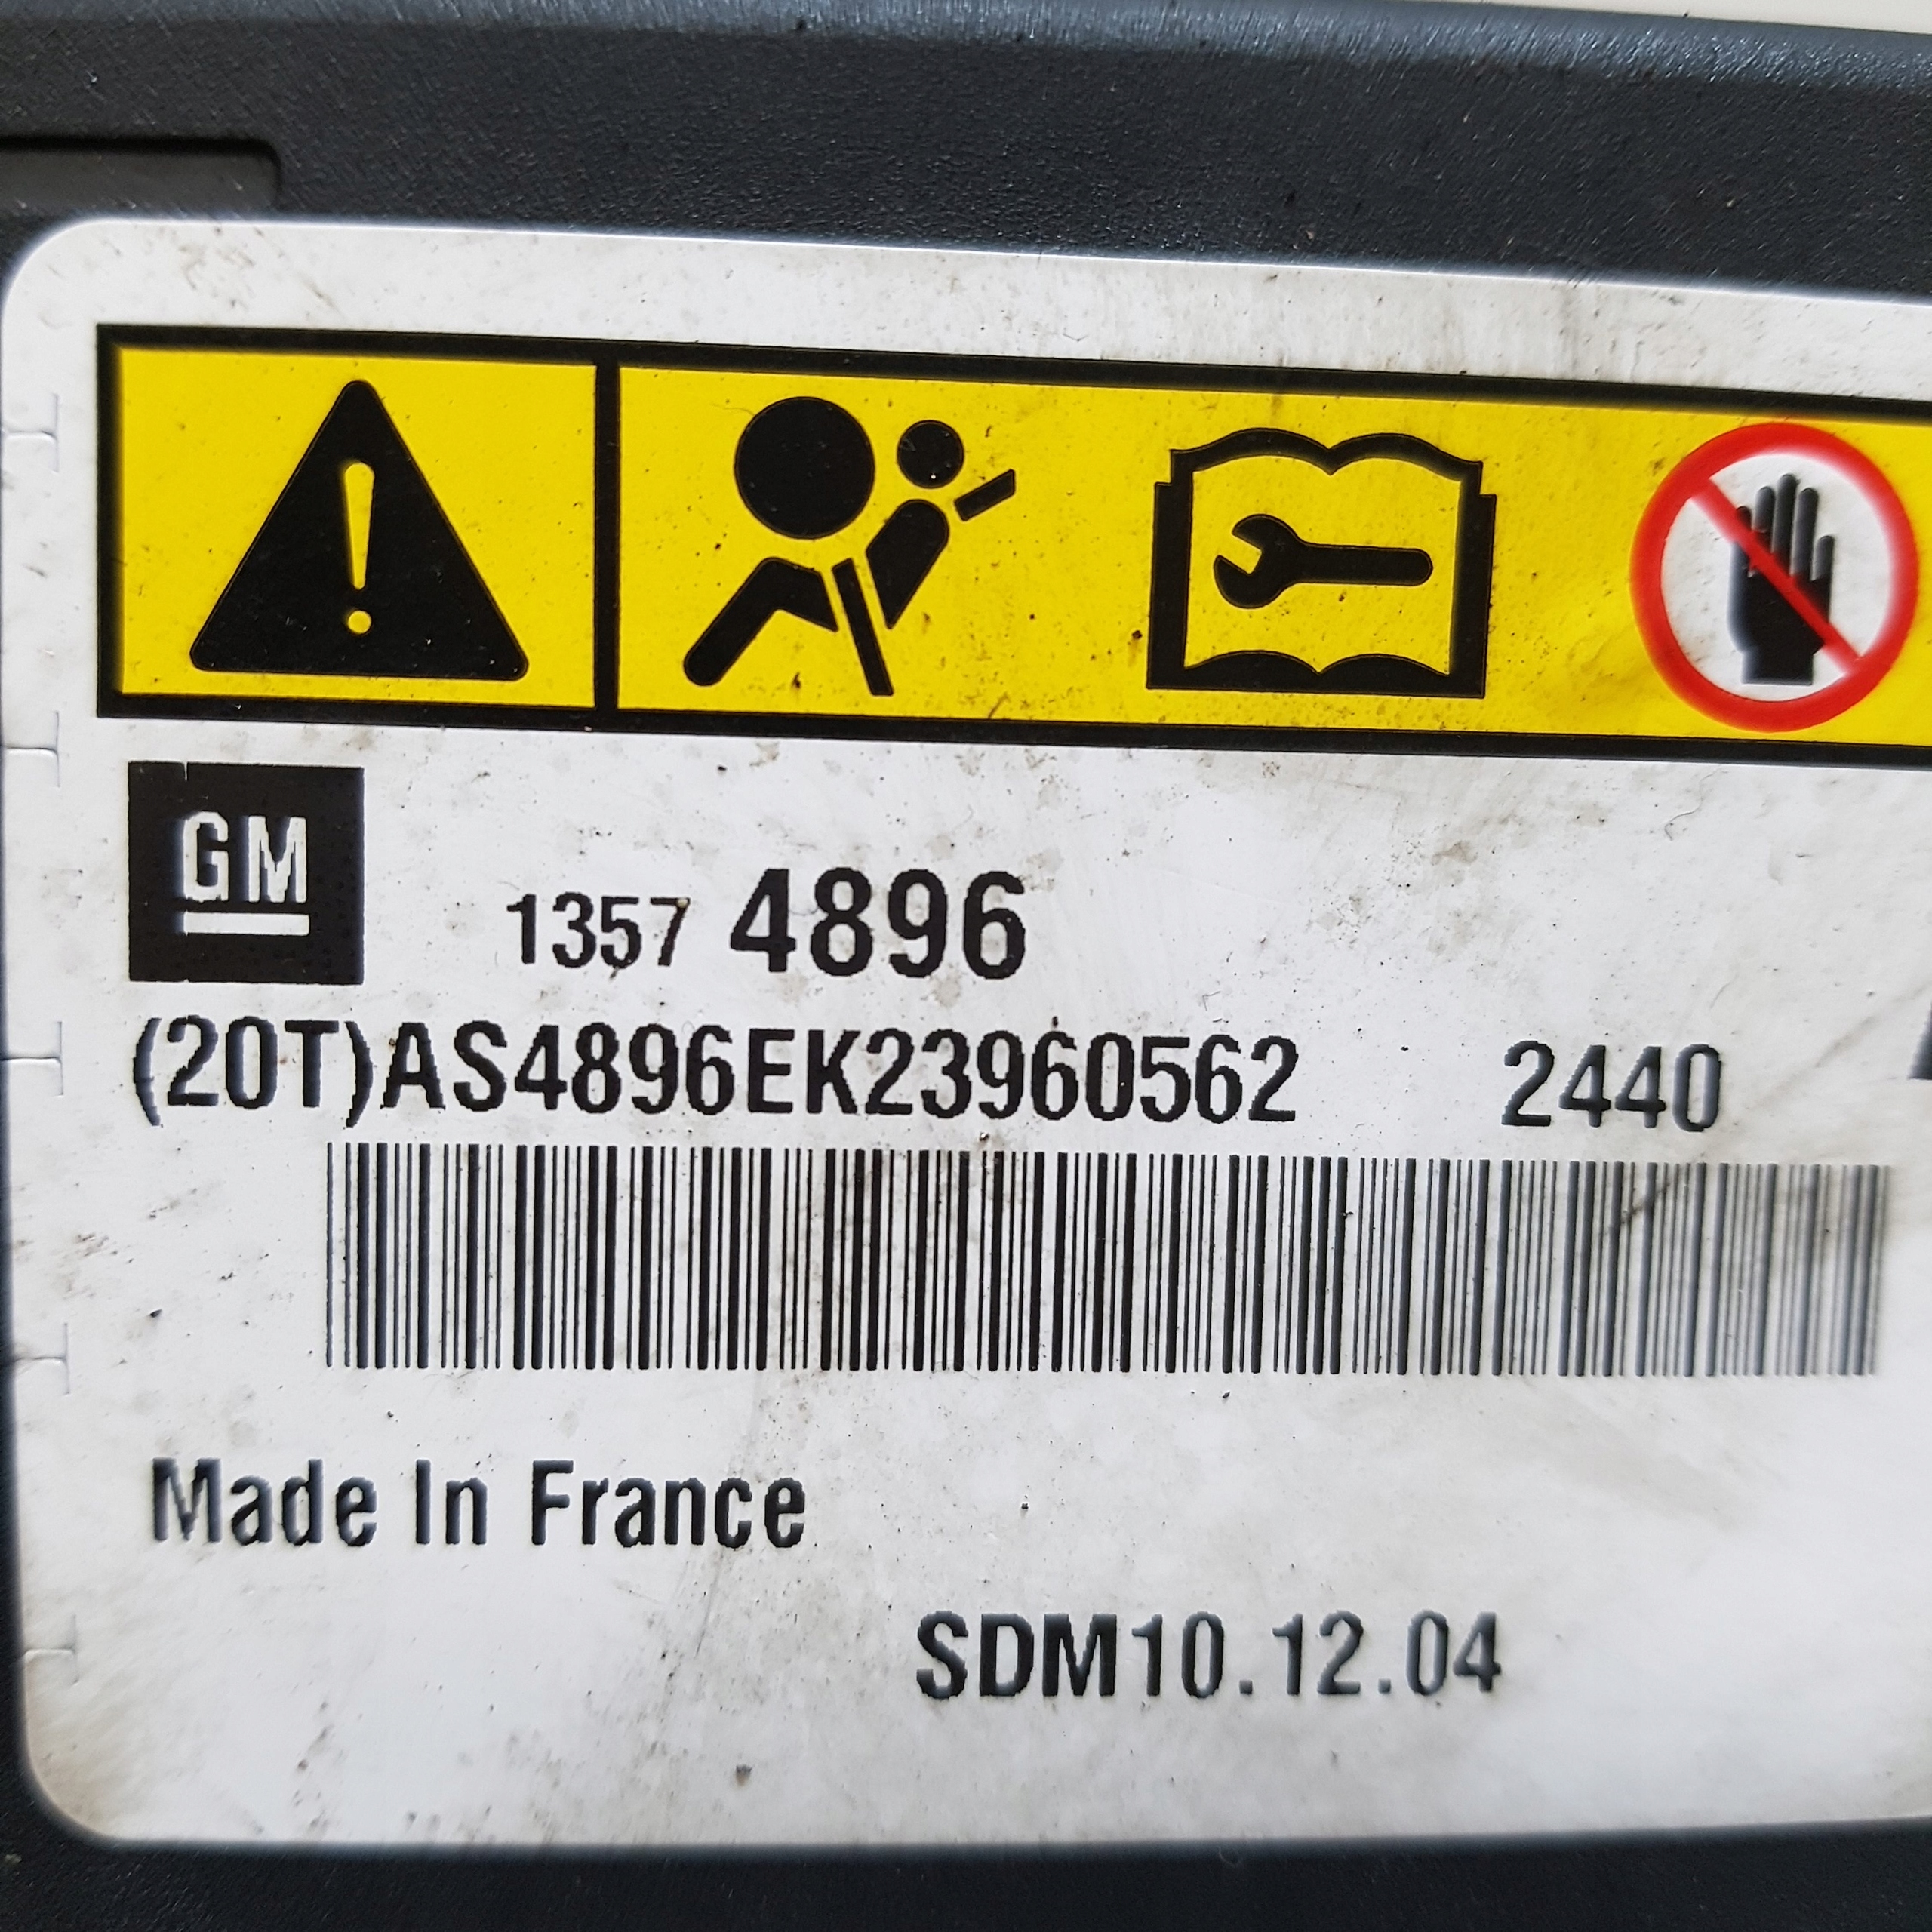 GM
1357 4896
(20T)AS4896EK23960562 2440
Made In France
SDM10.12.04